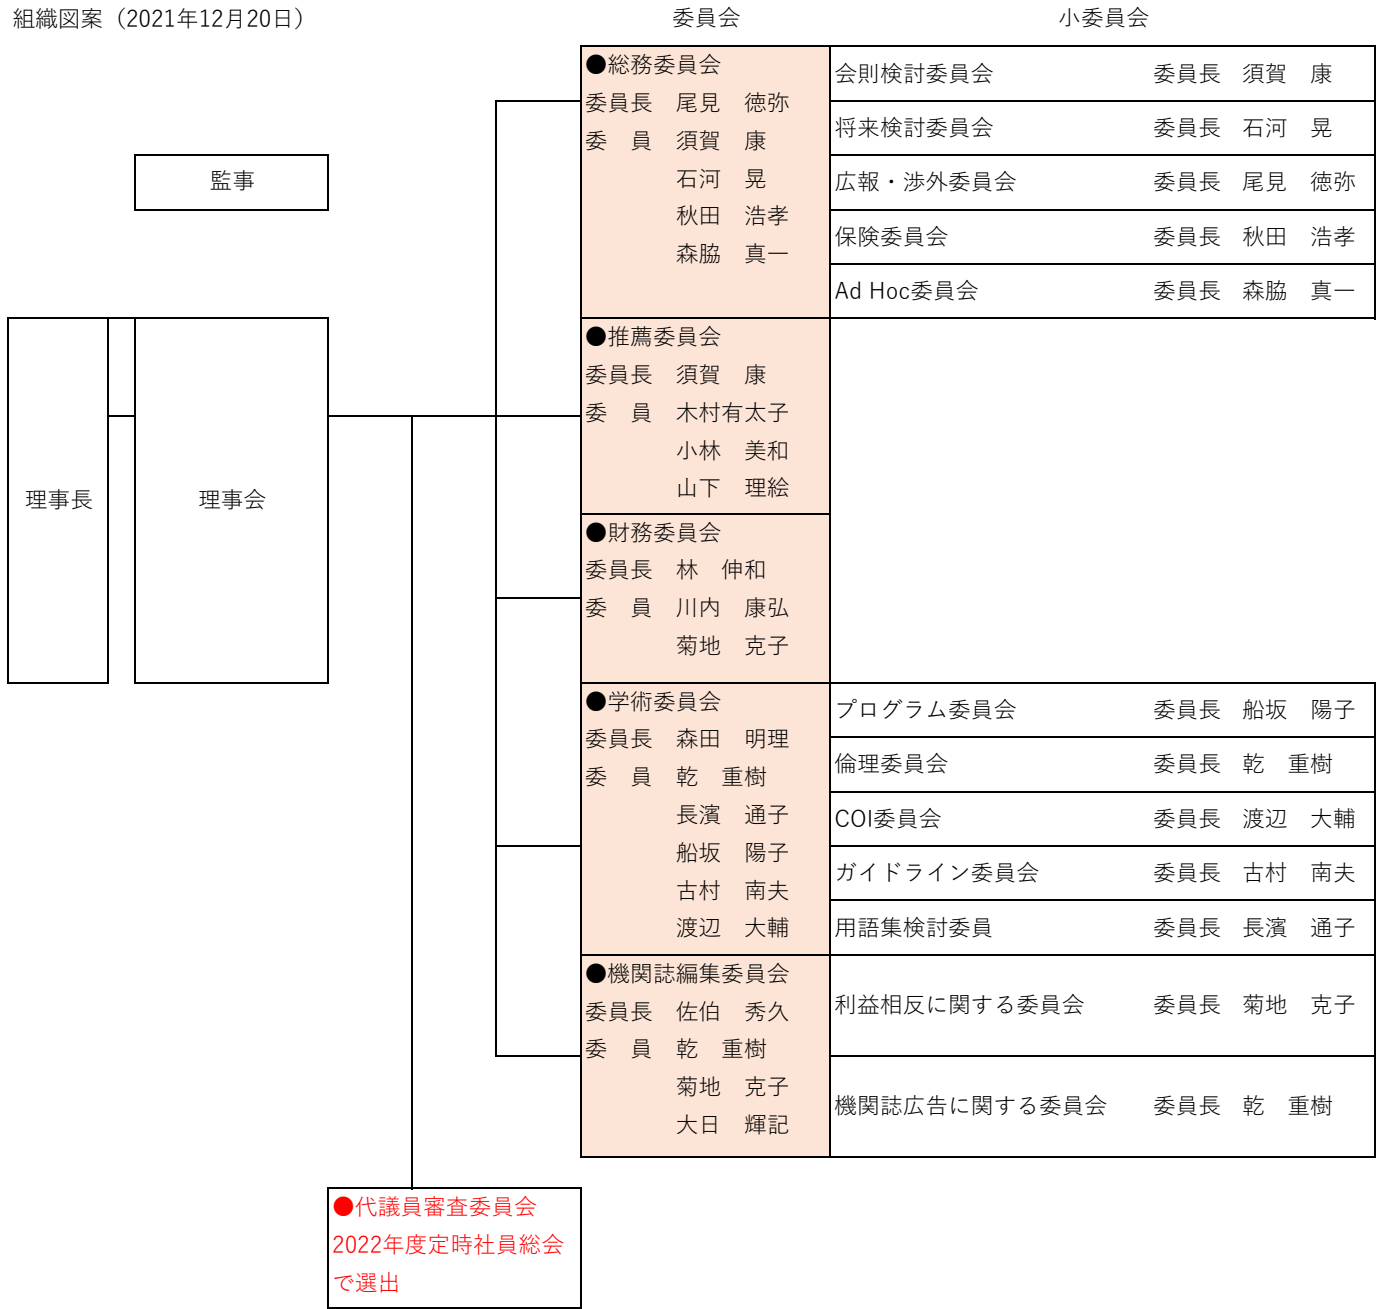 組織図案（2021年12月20日）
委員会
小委員会
監事
理事長
理事会
●総務委員会
委員長　尾見　徳弥
委　員　須賀　康
石河　晃
秋田　浩孝
森脇　真一
会則検討委員会　委員長　須賀　康
将来検討委員会　委員長　石河　晃
広報・渉外委員会　委員長　尾見　徳弥
保険委員会　委員長　秋田　浩孝
Ad Hoc委員会　委員長　森脇　真一
●推薦委員会
委員長　須賀　康
委　員　木村有太子
小林　美和
山下　理絵
●財務委員会
委員長　林　伸和
委　員　川内　康弘
菊地　克子
●学術委員会
委員長　森田　明理
委　員　乾　重樹
長濱　通子
船坂　陽子
古村　南夫
渡辺　大輔
プログラム委員会　委員長　船坂　陽子
倫理委員会　委員長　乾　重樹
COI委員会　委員長　渡辺　大輔
ガイドライン委員会　委員長　古村　南夫
用語集検討委員　委員長　長濱　通子
●機関誌編集委員会
委員長　佐伯　秀久
委　員　乾　重樹
菊地　克子
大日　輝記
利益相反に関する委員会　委員長　菊地　克子
機関誌広告に関する委員会　委員長　乾　重樹
●代議員審査委員会
2022年度定時社員総会
で選出